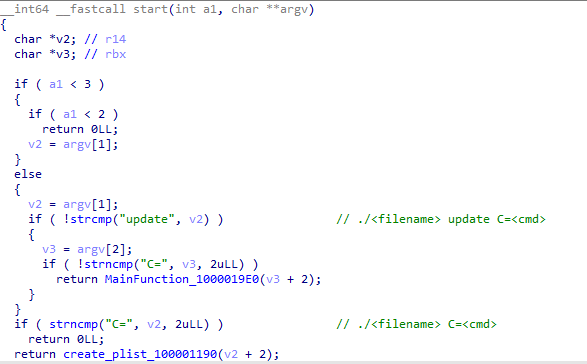 __int64 __fastcall start(int a1, char **argv)
{
  char *v2; // r14
  char *v3; // rbx

  if ( a1 < 3 )
  {
    if ( a1 < 2 )
      return 0LL;
    v2 = argv[1];
  }
  else
  {
    v2 = argv[1];
    if ( !strcmp("update", v2) )                // ./<filename> update C=<cmd>
    {
      v3 = argv[2];
      if ( !strncmp("C=", v3, 2uLL) )
        return MainFunction_1000019E0(v3 + 2);
    }
  }
  if ( strncmp("C=", v2, 2uLL) )                // ./<filename> C=<cmd>
    return 0LL;
  return create_plist_100001190(v2 + 2);